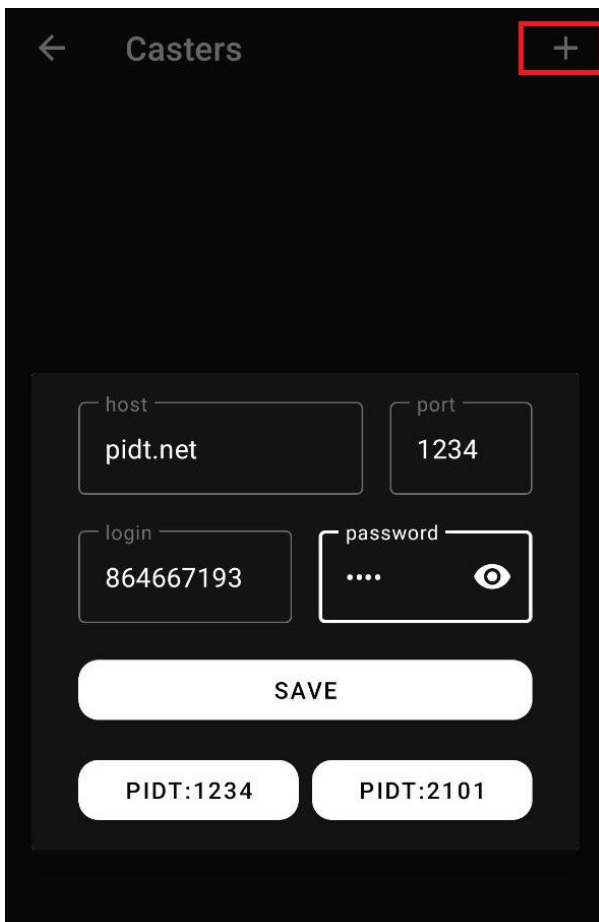 Casters
host
port
pidt.net
1234
login
password
864667193
••••
SAVE
PIDT:1234
PIDT:2101